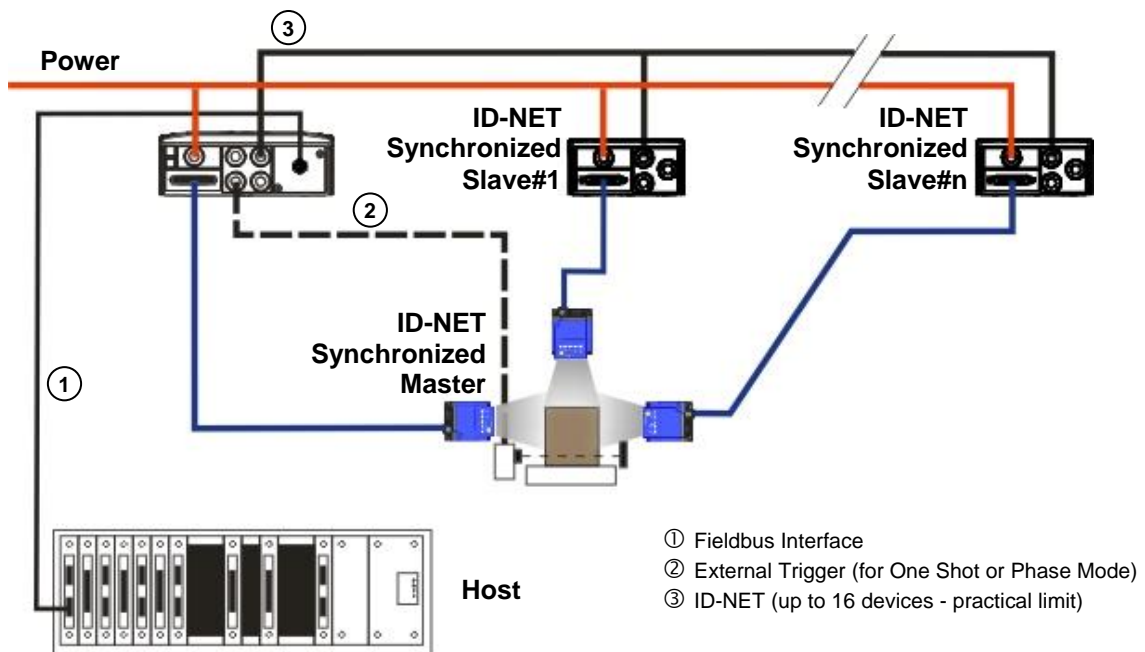 ③
Power
ID-NET
Synchronized
Slave#1
ID-NET
Synchronized
Slave#n
②
ID-NET
Synchronized
Master
①
Host
① Fieldbus Interface
② External Trigger (for One Shot or Phase Mode)
③ ID-NET (up to 16 devices - practical limit)